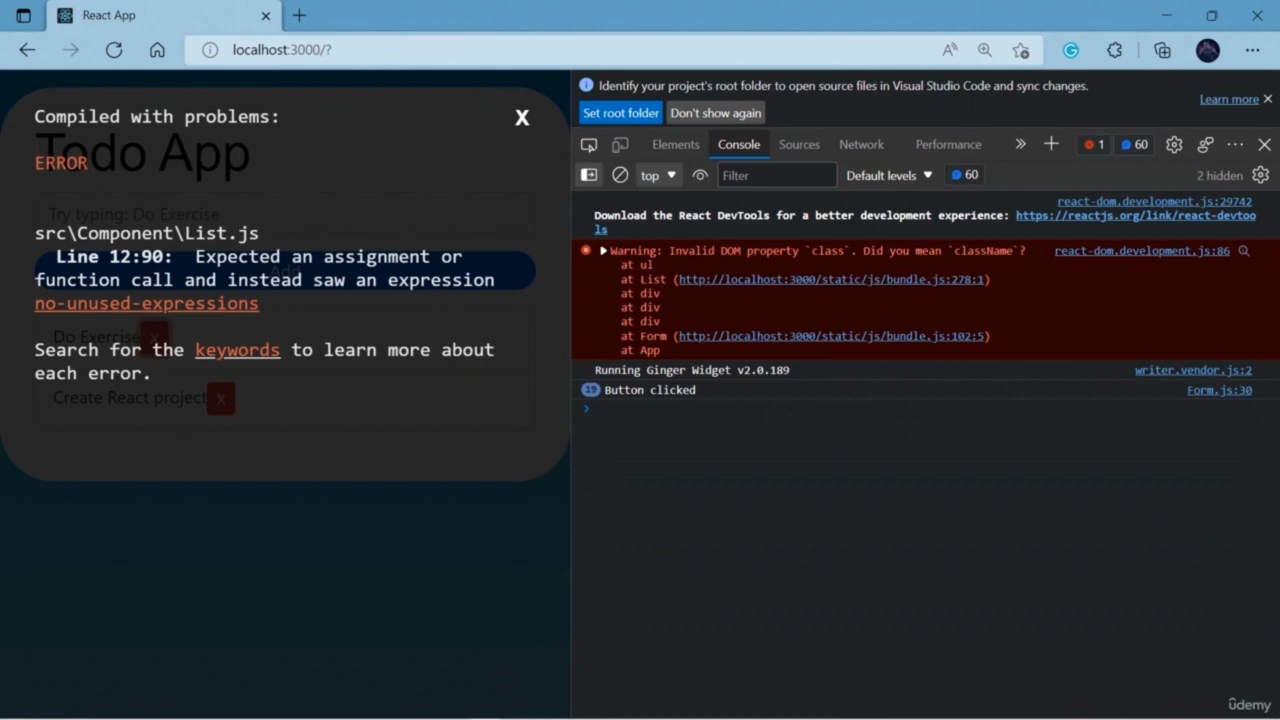 React App
localhost:3000/?
Compiled with problems:
X
Todo App
ERROR
Try typing: Do Exercise
src\Component\List.js
Line 12:90: Expected an assignment or
Add
function call and instead saw an expression
no-unused-expressions
Do Exercise
X
Search for the keywords to learn more about
each error.
Create React project
X
Identify your project's root folder to open source files in Visual Studio Code and sync changes.
Learn more
Set root folder
Don't show again
Elements
Console
Sources
Network
Performance
1
60
top
Filter
Default levels
60
2 hidden
react-dom.development.js:29742
Download the React DevTools for a better development experience: https://reactjs.org/link/react-devtoo
ls
Warning: Invalid DOM property `class`. Did you mean `className`?
react-dom.development.js:86
at ul
at List (http://localhost:3000/static/js/bundle.js:278:1)
at div
at div
at div
at Form (http://localhost:3000/static/js/bundle.js:102:5)
at App
Running Ginger Widget v2.0.189
writer.vendor.js:2
19 Button clicked
Form.js:30
ûdemy